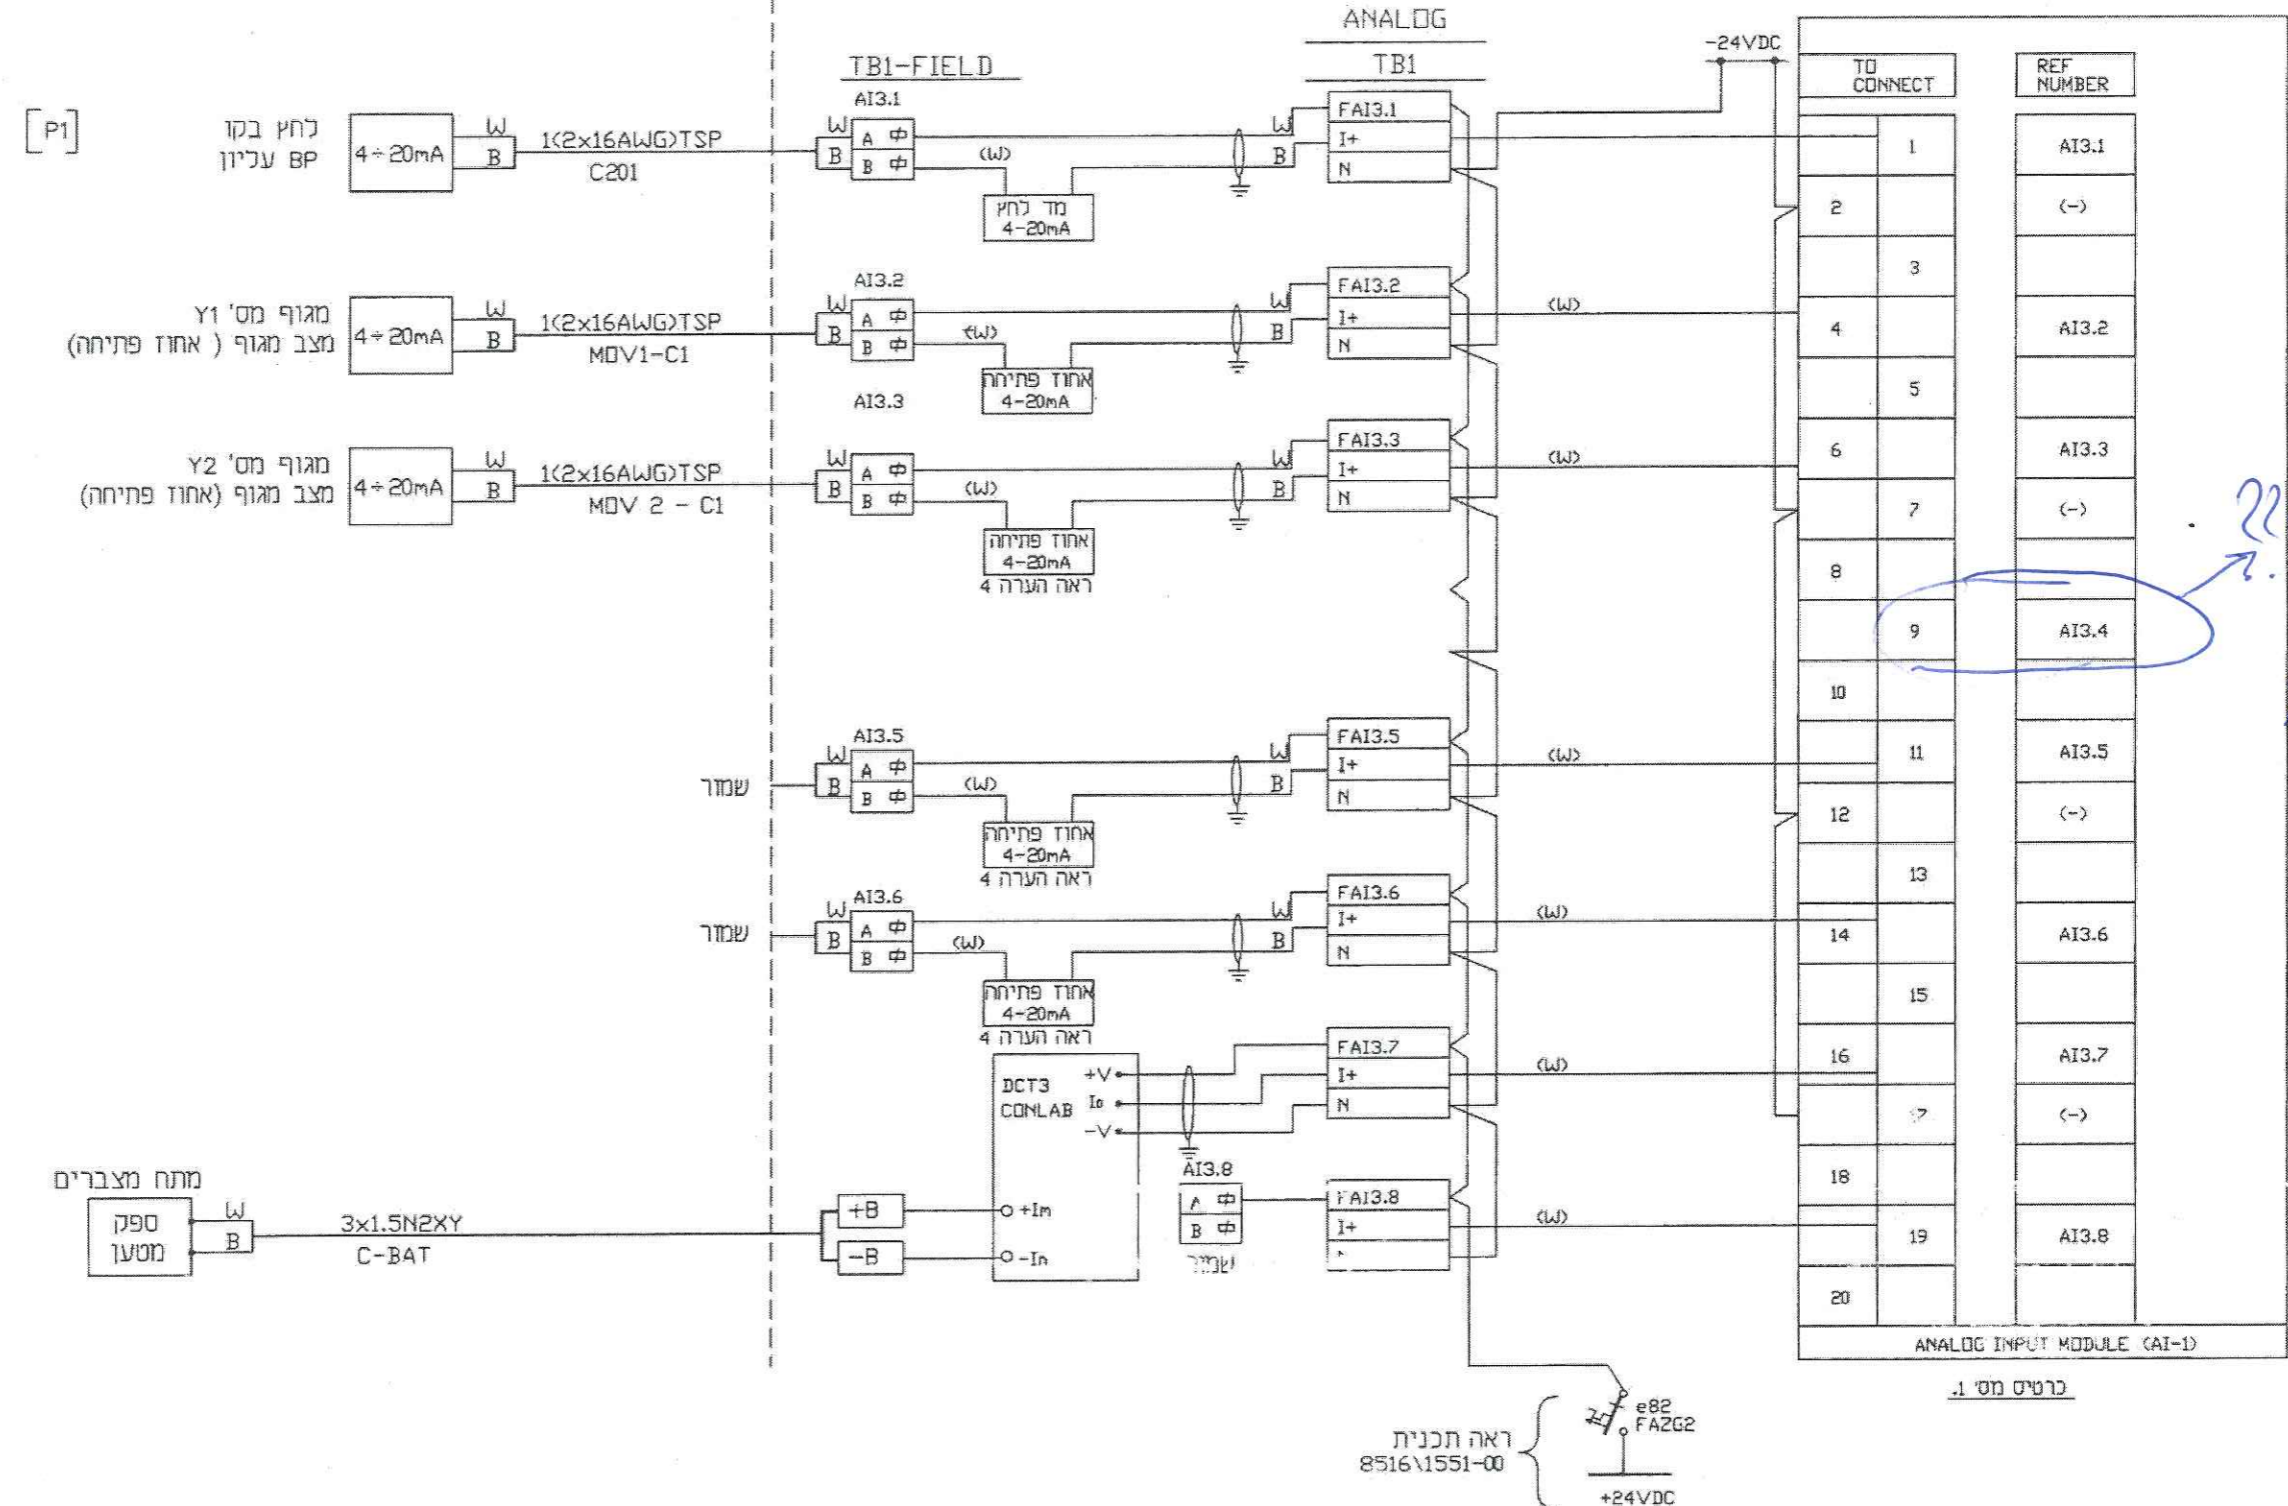 ANALOG
TB1
TB1-FIELD
-24VDC
TO CONNECT
REF NUMBER
[P1]
לחץ בקו
עליון BP
4÷20mA
W
B
1(2x16AWG)TSP
C201
AI3.1
W
B
A
B
(W)
מד לחץ
4-20mA
W
B
FAI3.1
I+
N
1
AI3.1
2
(-)
3
מגוף מס' Y1
מצב מגוף ( אחוז פתיחה)
4÷20mA
W
B
1(2x16AWG)TSP
MOV1-C1
AI3.2
W
B
A
B
(W)
אחוז פתיחה
4-20mA
W
B
FAI3.2
I+
N
(W)
4
AI3.2
5
מגוף מס' Y2
מצב מגוף (אחוז פתיחה)
4÷20mA
W
B
1(2x16AWG)TSP
MOV 2 - C1
AI3.3
W
B
A
B
(W)
אחוז פתיחה
4-20mA
ראה הערה 4
W
B
FAI3.3
I+
N
(W)
6
AI3.3
7
(-)
??
?.
8
9
AI3.4
10
שמור
AI3.5
W
B
A
B
(W)
אחוז פתיחה
4-20mA
ראה הערה 4
W
B
FAI3.5
I+
N
(W)
11
AI3.5
12
(-)
13
שמור
AI3.6
W
B
A
B
(W)
אחוז פתיחה
4-20mA
ראה הערה 4
W
B
FAI3.6
I+
N
(W)
14
AI3.6
15
DCT3
CONLAB
+V
Io
-V
FAI3.7
I+
N
(W)
16
AI3.7
(-)
18
מתח מצברים
ספק
מטען
W
B
3x1.5N2XY
C-BAT
+B
-B
+In
-In
AI3.8
A
B
שמור
FAI3.8
I+
(W)
19
AI3.8
20
ANALOG INPUT MODULE (AI-1)
כרטיס מס' 1.
e82
FAZG2
ראה תכנית
8516\1551-00
+24VDC